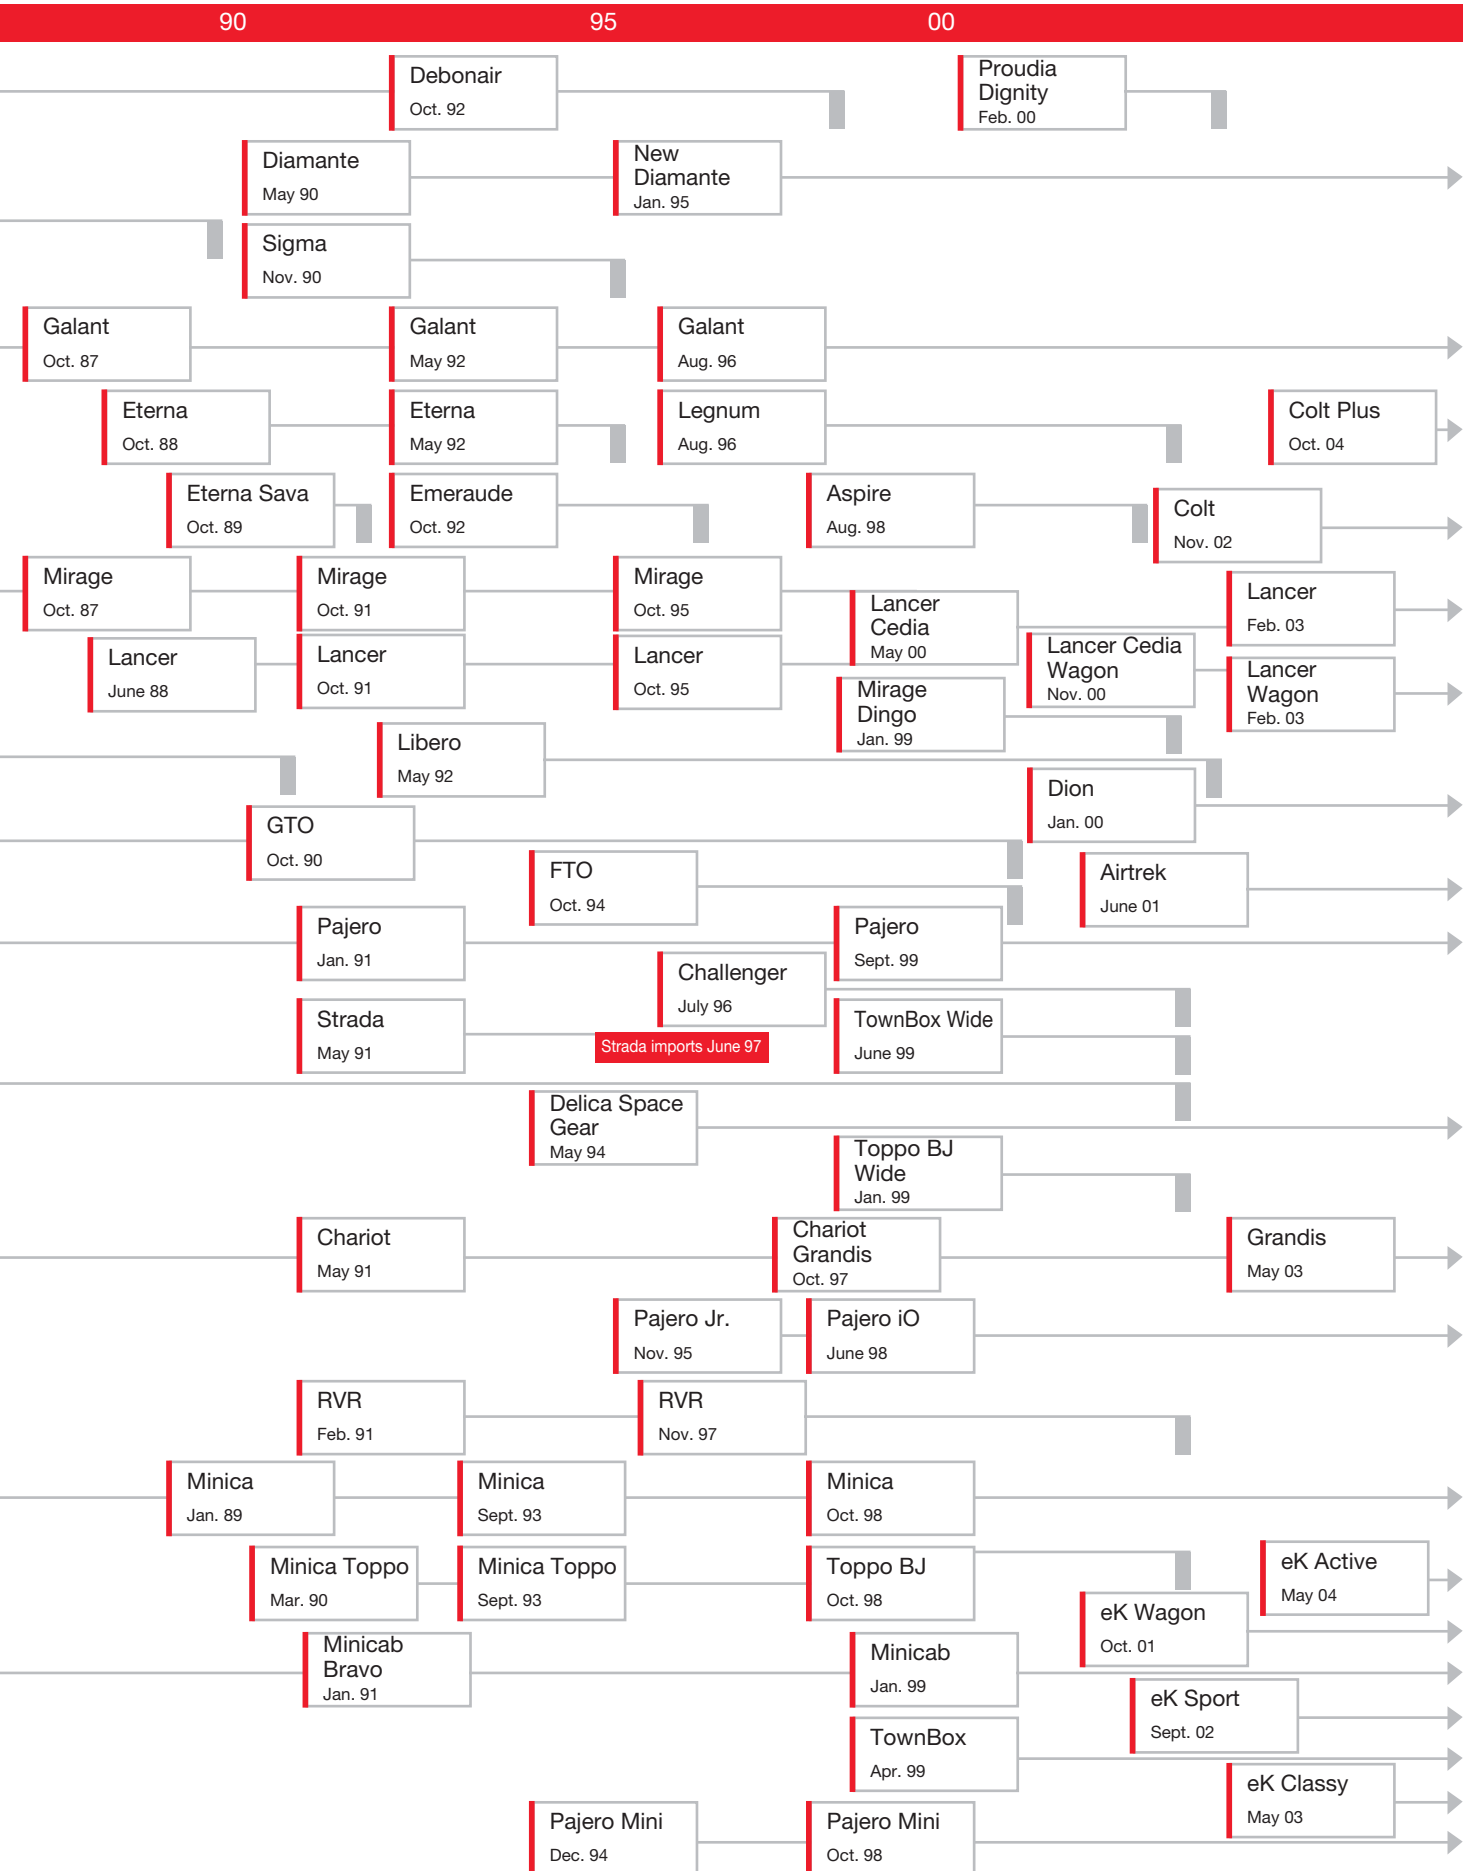 90
95
00
Debonair
Oct. 92
Proudia
Dignity
Feb. 00
Diamante
May 90
New
Diamante
Jan. 95
Sigma
Nov. 90
Galant
Oct. 87
Galant
May 92
Galant
Aug. 96
Eterna
Oct. 88
Eterna
May 92
Legnum
Aug. 96
Colt Plus
Oct. 04
Eterna Sava
Oct. 89
Emeraude
Oct. 92
Aspire
Aug. 98
Colt
Nov. 02
Mirage
Oct. 87
Mirage
Oct. 91
Mirage
Oct. 95
Lancer
Cedia
May 00
Lancer
Feb. 03
Lancer
June 88
Lancer
Oct. 91
Lancer
Oct. 95
Lancer Cedia
Wagon
Nov. 00
Lancer
Wagon
Feb. 03
Mirage
Dingo
Jan. 99
Libero
May 92
Dion
Jan. 00
GTO
Oct. 90
FTO
Oct. 94
Airtrek
June 01
Pajero
Jan. 91
Pajero
Sept. 99
Challenger
July 96
Strada
May 91
Strada imports June 97
TownBox Wide
June 99
Delica Space
Gear
May 94
Toppo BJ
Wide
Jan. 99
Chariot
May 91
Chariot
Grandis
Oct. 97
Grandis
May 03
Pajero Jr.
Nov. 95
Pajero iO
June 98
RVR
Feb. 91
RVR
Nov. 97
Minica
Jan. 89
Minica
Sept. 93
Minica
Oct. 98
Minica Toppo
Mar. 90
Minica Toppo
Sept. 93
Toppo BJ
Oct. 98
eK Active
May 04
eK Wagon
Oct. 01
Minicab
Bravo
Jan. 91
Minicab
Jan. 99
eK Sport
Sept. 02
TownBox
Apr. 99
eK Classy
May 03
Pajero Mini
Dec. 94
Pajero Mini
Oct. 98